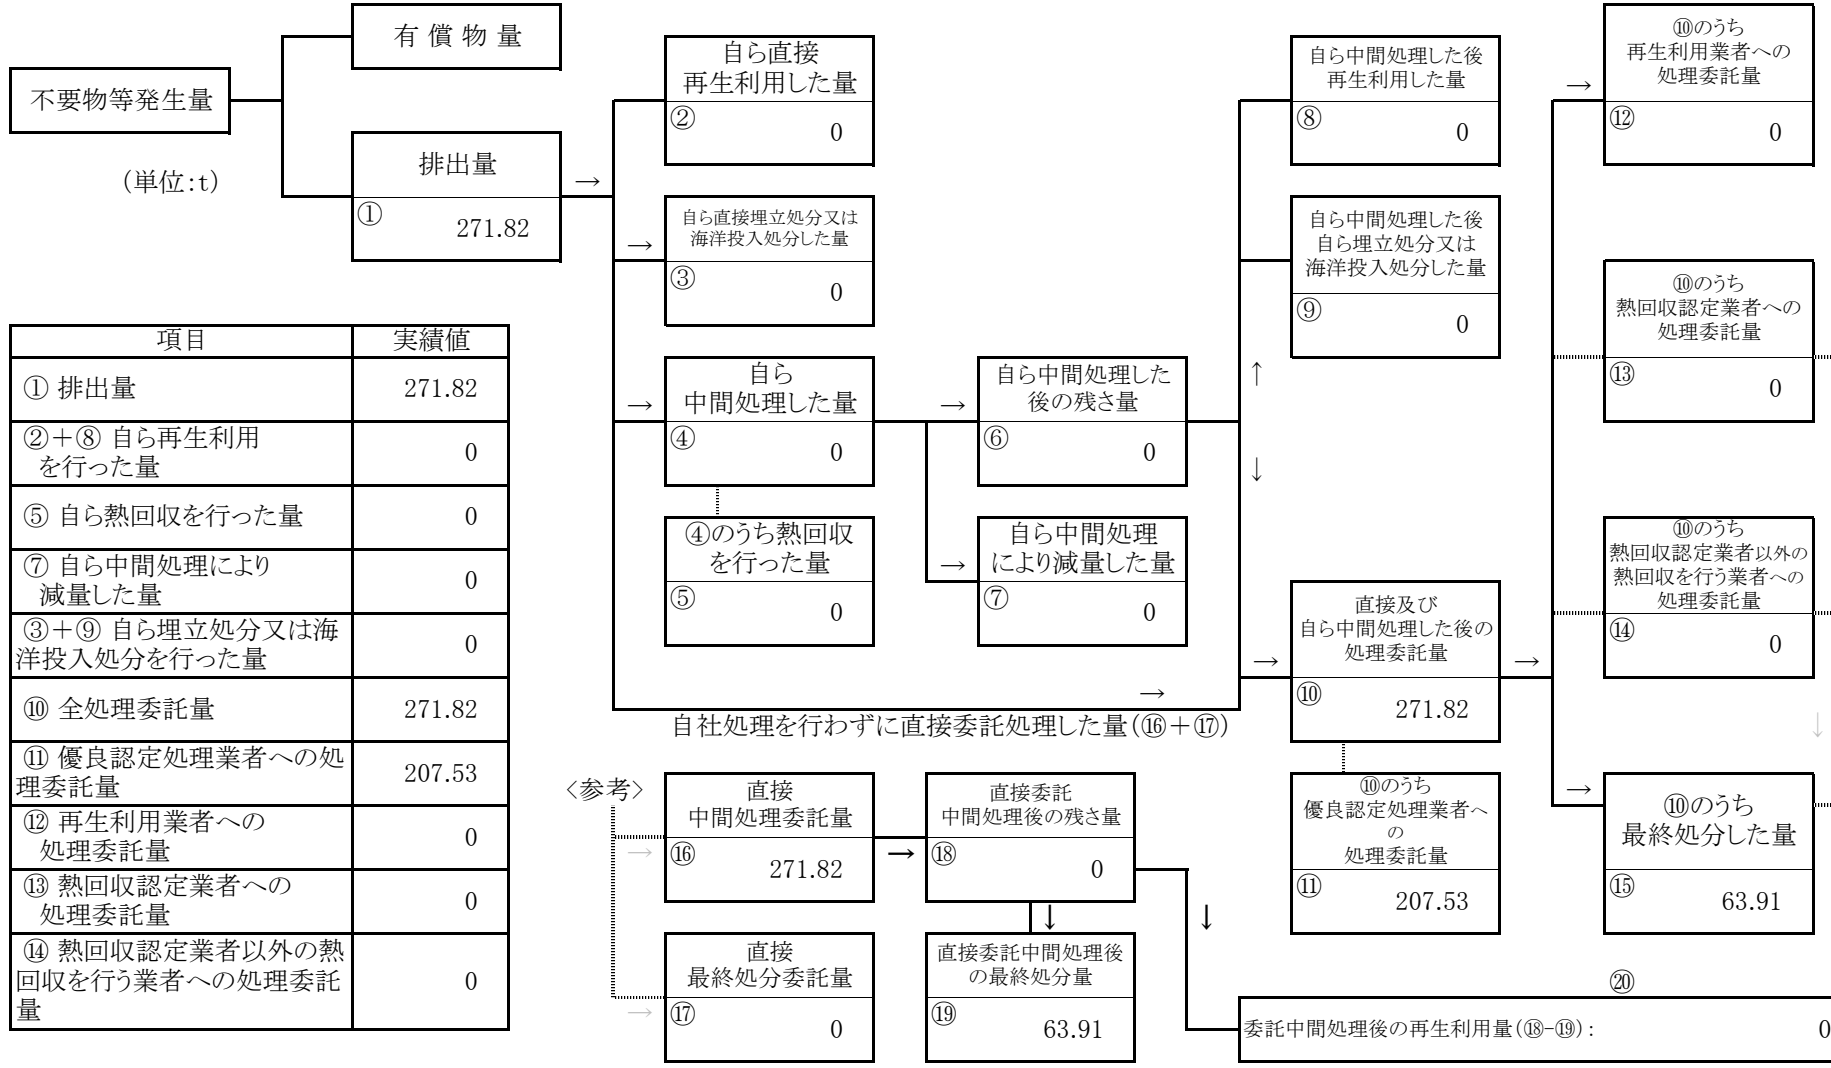 不要物等発生量
有 償 物 量
排出量
①
271.82
（単位:t）
→
自ら直接
再生利用した量
②
0
→
自ら直接埋立処分又は
海洋投入処分した量
③
0
→
自ら
中間処理した量
④
0
④のうち熱回収
を行った量
⑤
0
→
自ら中間処理した
後の残さ量
⑥
0
→
自ら中間処理
により減量した量
⑦
0
自ら中間処理した後
再生利用した量
⑧
0
自ら中間処理した後
自ら埋立処分又は
海洋投入処分した量
⑨
0
↑
↓
→
自社処理を行わずに直接委託処理した量（⑯＋⑰）
→
直接及び
自ら中間処理した後の
処理委託量
⑩
271.82
⑩のうち
優良認定処理業者へ
の
処理委託量
⑪
207.53
→
→
⑩のうち
再生利用業者への
処理委託量
⑫
0
⑩のうち
熱回収認定業者への
処理委託量
⑬
0
⑩のうち
熱回収認定業者以外の
熱回収を行う業者への
処理委託量
⑭
0
↓
→
⑩のうち
最終処分した量
⑮
63.91
項目 実績値
① 排出量 271.82
②＋⑧ 自ら再生利用
を行った量 0
⑤ 自ら熱回収を行った量 0
⑦ 自ら中間処理により
減量した量 0
③＋⑨ 自ら埋立処分又は海
洋投入処分を行った量 0
⑩ 全処理委託量 271.82
⑪ 優良認定処理業者への処
理委託量 207.53
⑫ 再生利用業者への
処理委託量 0
⑬ 熱回収認定業者への
処理委託量 0
⑭ 熱回収認定業者以外の熱
回収を行う業者への処理委託
量 0
〈参考〉
→
直接
中間処理委託量
⑯
271.82
→
直接委託
中間処理後の残さ量
⑱
0
→
直接
最終処分委託量
⑰
0
↓
直接委託中間処理後
の最終処分量
⑲
63.91
↓
⑳
委託中間処理後の再生利用量（⑱-⑲）: 0